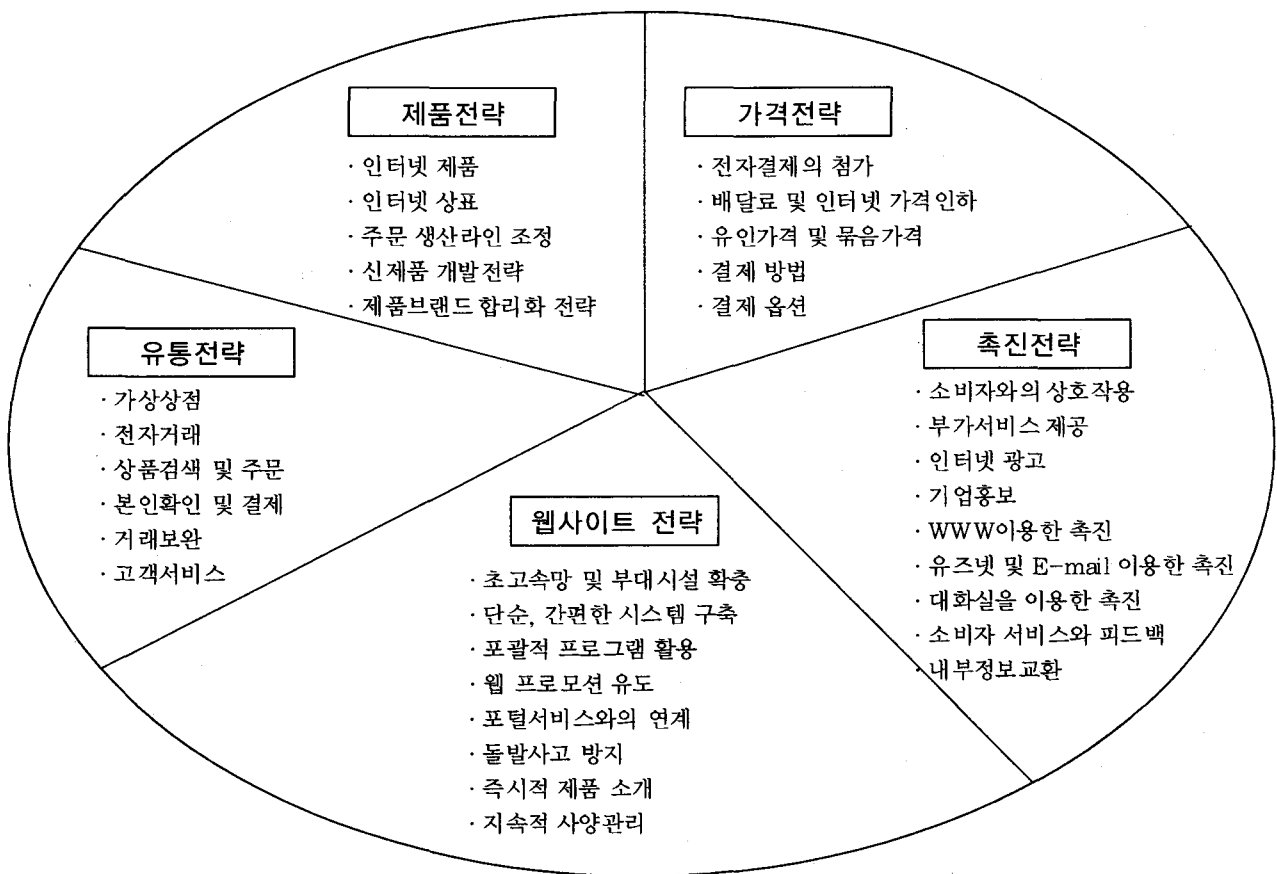 제품전략
· 인터넷 제품
· 인터넷 상표
· 주문 생산라인 조정
· 신제품 개발전략
· 제품브랜드 합리화 전략
가격전략
· 전자결제의 첨가
· 배달료 및 인터넷 가격인하
· 유인가격 및 묶음가격
· 결제 방법
· 결제 옵션
유통전략
· 가상상점
· 전자거래
· 상품검색 및 주문
· 본인확인 및 결제
· 거래보완
· 고객서비스
촉진전략
· 소비자와의 상호작용
· 부가서비스 제공
· 인터넷 광고
· 기업홍보
· WWW이용한 촉진
· 유즈넷 및 E-mail 이용한 촉진
· 대화실을 이용한 촉진
· 소비자 서비스와 피드백
· 내부정보교환
웹사이트 전략
· 초고속망 및 부대시설 확충
· 단순, 간편한 시스템 구축
· 포괄적 프로그램 활용
· 웹 프로모션 유도
· 포털서비스와의 연계
· 돌발사고 방지
· 즉시적 제품 소개
· 지속적 사양관리